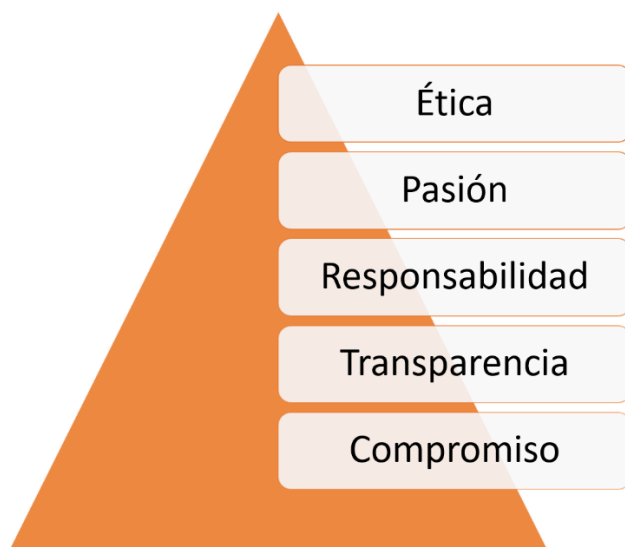 Ética
Pasión
Responsabilidad
Transparencia
Compromiso